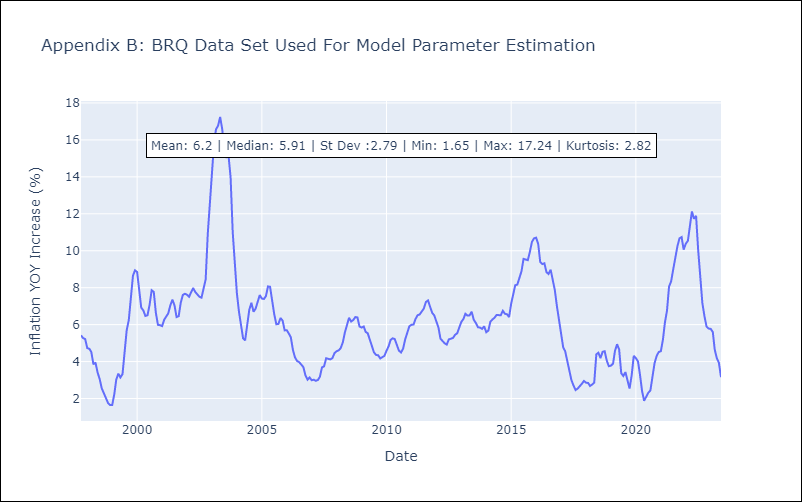 Appendix B: BRQ Data Set Used For Model Parameter Estimation
18
16
14
12
10
8
6
4
2
Inflation YOY Increase (%)
Mean: 6.2 | Median: 5.91 | St Dev :2.79 | Min: 1.65 | Max: 17.24 | Kurtosis: 2.82
2000 2005 2010 2015 2020
Date